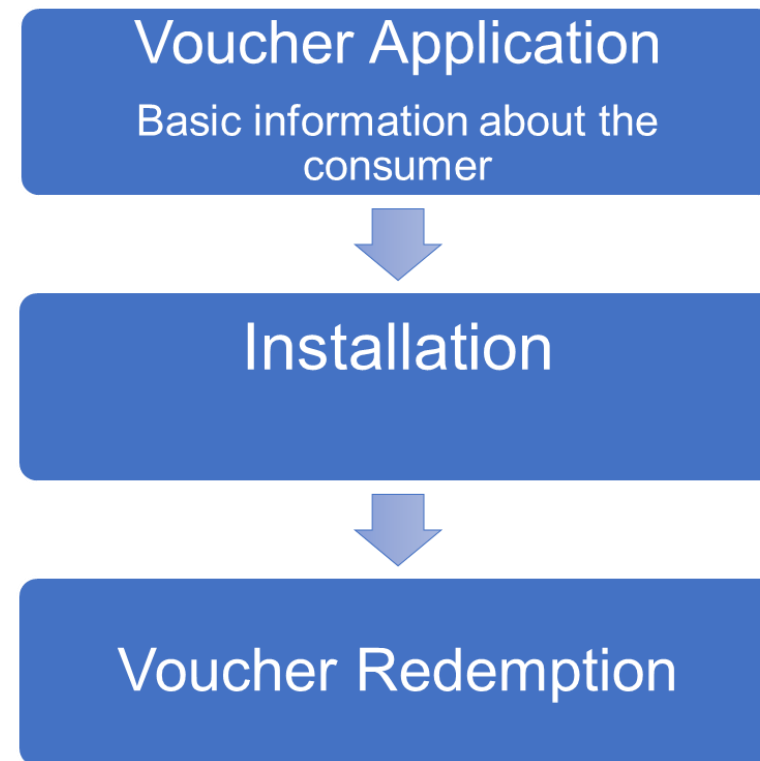 Voucher Application
Basic information about the
consumer
Installation
Voucher Redemption